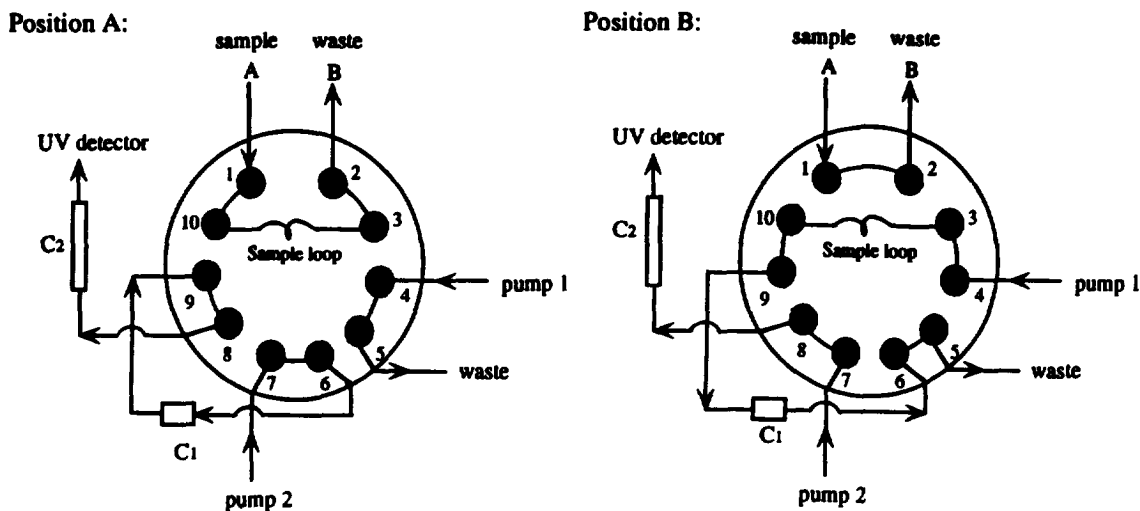 Position A:
sample
A
waste
B
UV detector
C2
1
2
10
3
Sample loop
9
4
pump 1
8
5
7
6
waste
C1
pump 2
Position B:
sample
A
waste
B
UV detector
C2
1
2
10
3
Sample loop
9
4
pump 1
8
5
7
6
waste
C1
pump 2